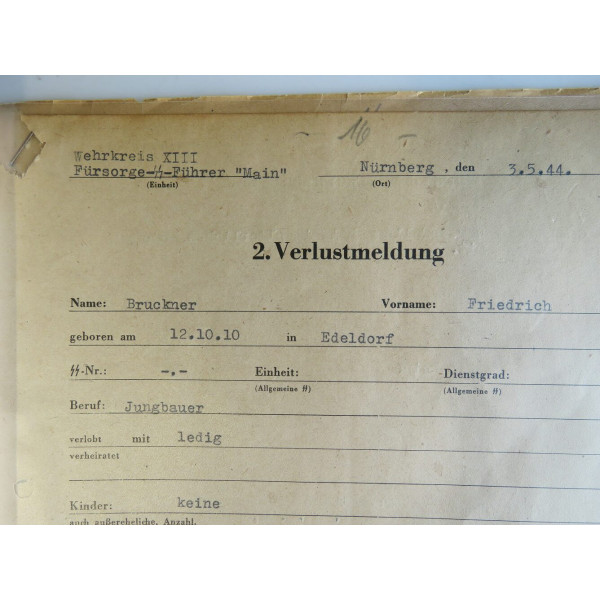 16
Wehrkreis XIII
Fürsorge-ᛋᛋ-Führer "Main" Nürnberg , den 3.5.44.
(Einheit) (Ort)
2. Verlustmeldung
Name: Bruckner Vorname: Friedrich
geboren am 12.10.10 in Edeldorf
ᛋᛋ-Nr.: -.- Einheit: Dienstgrad:
(Allgemeine ᛋᛋ) (Allgemeine ᛋᛋ)
Beruf: Jungbauer
verlobt mit ledig
verheiratet
Kinder: keine
auch außereheliche, Anzahl,